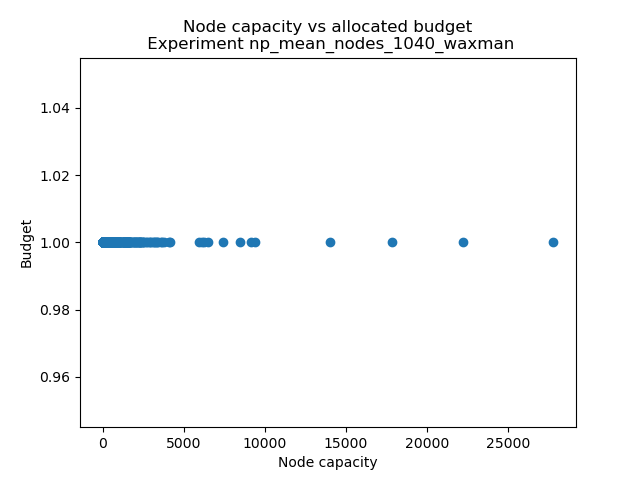 Node capacity vs allocated budget
Experiment np_mean_nodes_1040_waxman
1.04
1.02
1.00
0.98
0.96
Budget
0
5000
10000
15000
20000
25000
Node capacity